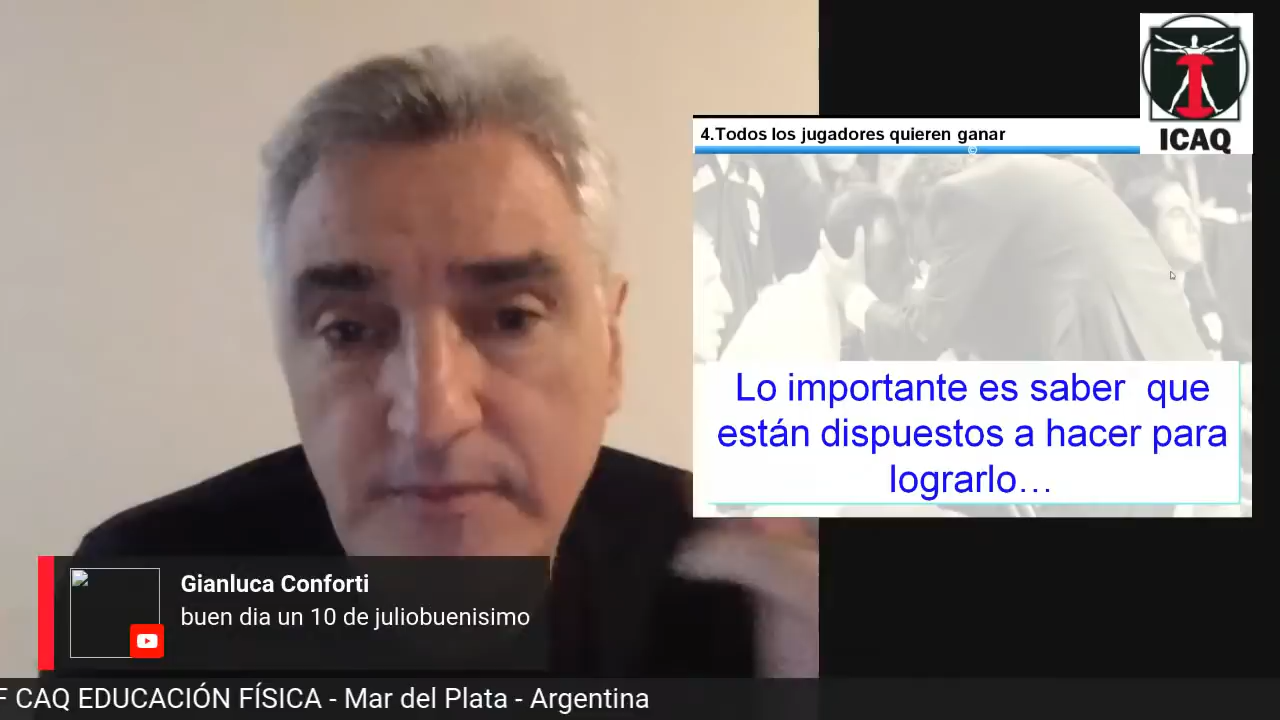 ICAQ
4.Todos los jugadores quieren ganar
©
Lo importante es saber que
están dispuestos a hacer para
lograrlo...
Gianluca Conforti
buen dia un 10 de juliobuenisimo
F CAQ EDUCACIÓN FÍSICA - Mar del Plata - Argentina